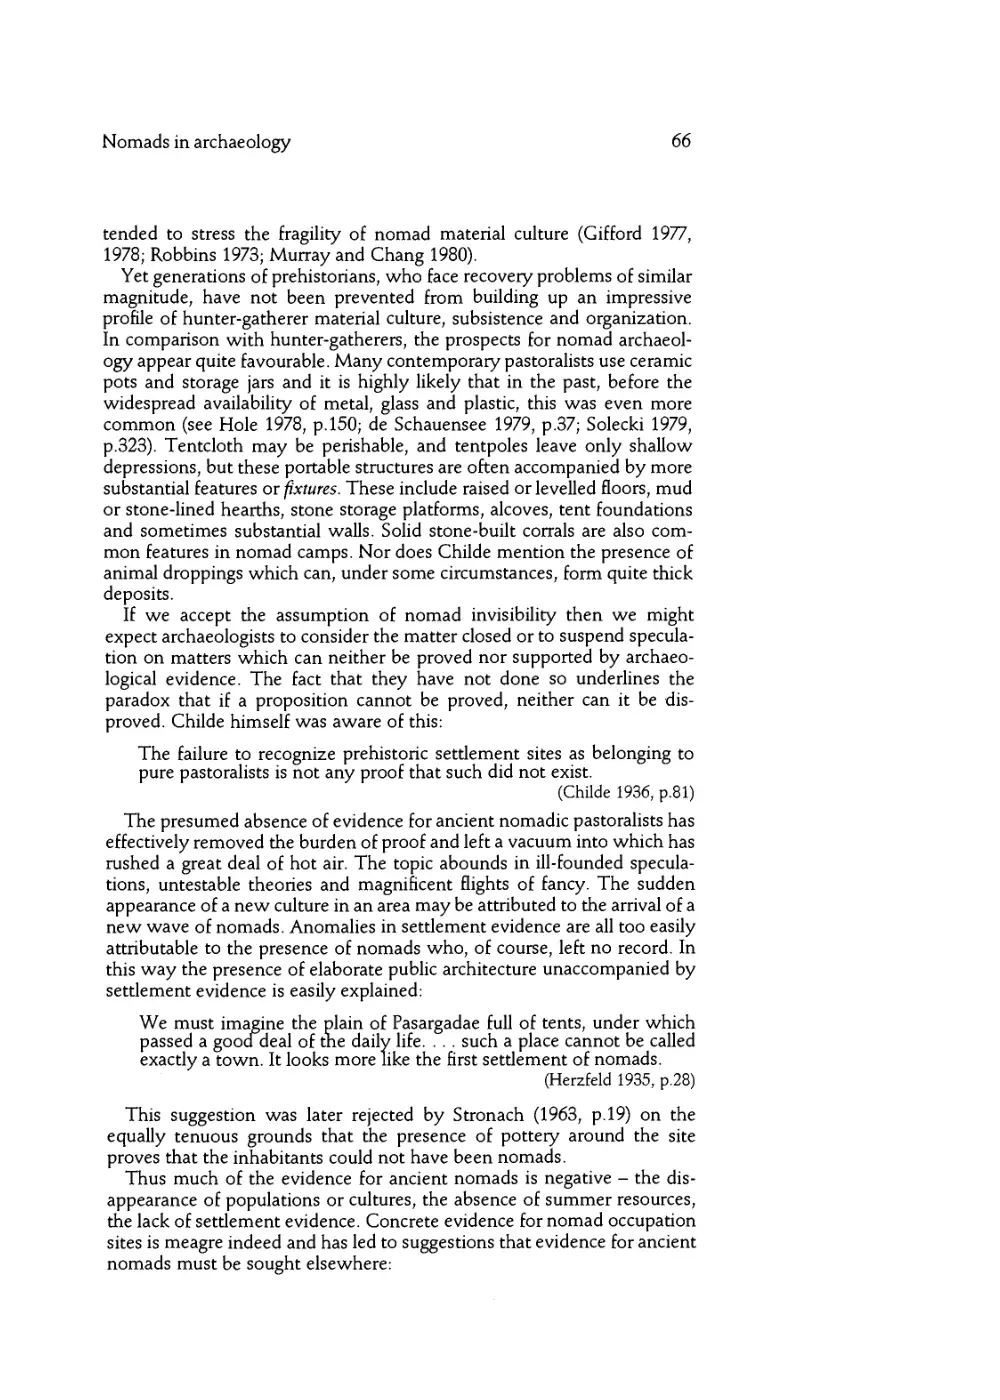 Nomads in archaeology 66
tended to stress the fragility of nomad material culture (Gifford 1977,
1978; Robbins 1973; Murray and Chang 1980).
Yet generations of prehistorians, who face recovery problems of similar
magnitude, have not been prevented from building up an impressive
profile of hunter-gatherer material culture, subsistence and organization.
In comparison with hunter-gatherers, the prospects for nomad archaeol-
ogy appear quite favourable. Many contemporary pastoralists use ceramic
pots and storage jars and it is highly likely that in the past, before the
widespread availability of metal, glass and plastic, this was even more
common (see Hole 1978, p.150; de Schauensee 1979, p.37; Solecki 1979,
p.323). Tentcloth may be perishable, and tentpoles leave only shallow
depressions, but these portable structures are often accompanied by more
substantial features or fixtures. These include raised or levelled floors, mud
or stone-lined hearths, stone storage platforms, alcoves, tent foundations
and sometimes substantial walls. Solid stone-built corrals are also com-
mon features in nomad camps. Nor does Childe mention the presence of
animal droppings which can, under some circumstances, form quite thick
deposits.
If we accept the assumption of nomad invisibility then we might
expect archaeologists to consider the matter closed or to suspend specula-
tion on matters which can neither be proved nor supported by archaeo-
logical evidence. The fact that they have not done so underlines the
paradox that if a proposition cannot be proved, neither can it be dis-
proved. Childe himself was aware of this:
The failure to recognize prehistoric settlement sites as belonging to
pure pastoralists is not any proof that such did not exist.
(Childe 1936, p.81)
The presumed absence of evidence for ancient nomadic pastoralists has
effectively removed the burden of proof and left a vacuum into which has
rushed a great deal of hot air. The topic abounds in ill-founded specula-
tions, untestable theories and magnificent flights of fancy. The sudden
appearance of a new culture in an area may be attributed to the arrival of a
new wave of nomads. Anomalies in settlement evidence are all too easily
attributable to the presence of nomads who, of course, left no record. In
this way the presence of elaborate public architecture unaccompanied by
settlement evidence is easily explained:
We must imagine the plain of Pasargadae full of tents, under which
passed a good deal of the daily life. . . . such a place cannot be called
exactly a town. It looks more like the first settlement of nomads.
(Herzfeld 1935, p.28)
This suggestion was later rejected by Stronach (1963, p.19) on the
equally tenuous grounds that the presence of pottery around the site
proves that the inhabitants could not have been nomads.
Thus much of the evidence for ancient nomads is negative – the dis-
appearance of populations or cultures, the absence of summer resources,
the lack of settlement evidence. Concrete evidence for nomad occupation
sites is meagre indeed and has led to suggestions that evidence for ancient
nomads must be sought elsewhere: